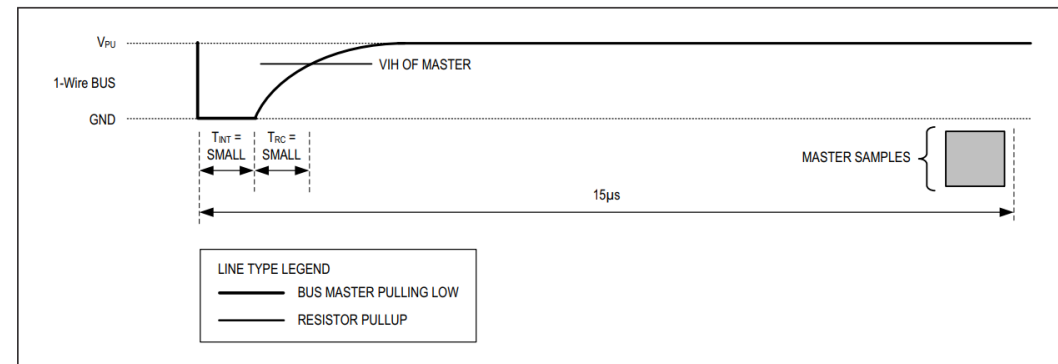 VPU
VIH OF MASTER
1-Wire BUS
GND
TINT =
SMALL
TRC =
SMALL
MASTER SAMPLES
15µs
LINE TYPE LEGEND
BUS MASTER PULLING LOW
RESISTOR PULLUP